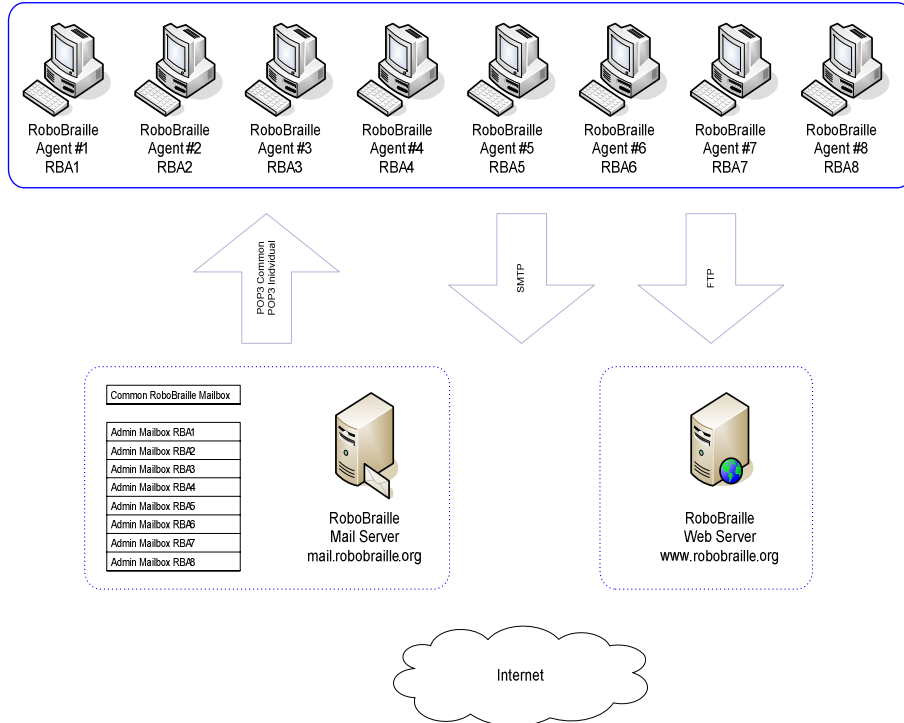 RoboBraille
Agent #1
RBA1
RoboBraille
Agent #2
RBA2
RoboBraille
Agent #3
RBA3
RoboBraille
Agent #4
RBA4
RoboBraille
Agent #5
RBA5
RoboBraille
Agent #6
RBA6
RoboBraille
Agent #7
RBA7
RoboBraille
Agent #8
RBA8
POP3 Common
POP3 Inidvidual
SMTP
FTP
Common RoboBraille Mailbox
Admin Mailbox RBA1
Admin Mailbox RBA2
Admin Mailbox RBA3
Admin Mailbox RBA4
Admin Mailbox RBA5
Admin Mailbox RBA6
Admin Mailbox RBA7
Admin Mailbox RBA8
RoboBraille
Mail Server
mail.robobraille.org
RoboBraille
Web Server
www.robobraille.org
Internet